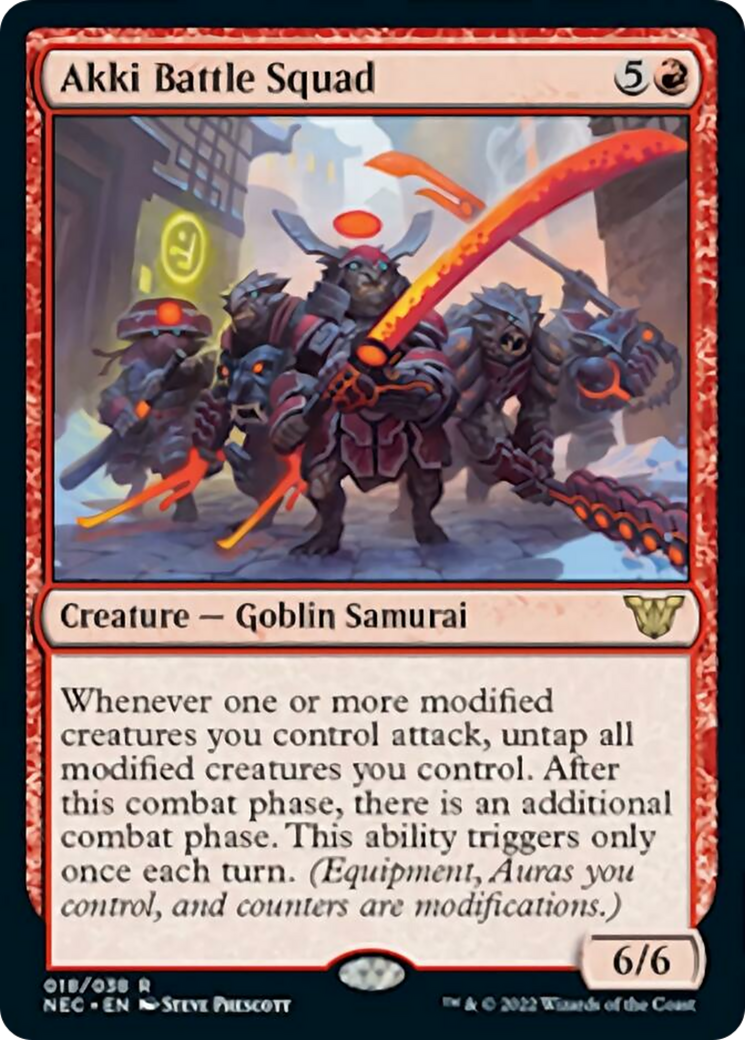 Akki Battle Squad 5
Creature — Goblin Samurai
Whenever one or more modified
creatures you control attack, untap all
modified creatures you control. After
this combat phase, there is an additional
combat phase. This ability triggers only
once each turn. (Equipment, Auras you
control, and counters are modifications.)
6/6
018/038 R
NEC • EN Steve Prescott
™ & © 2022 Wizards of the Coast